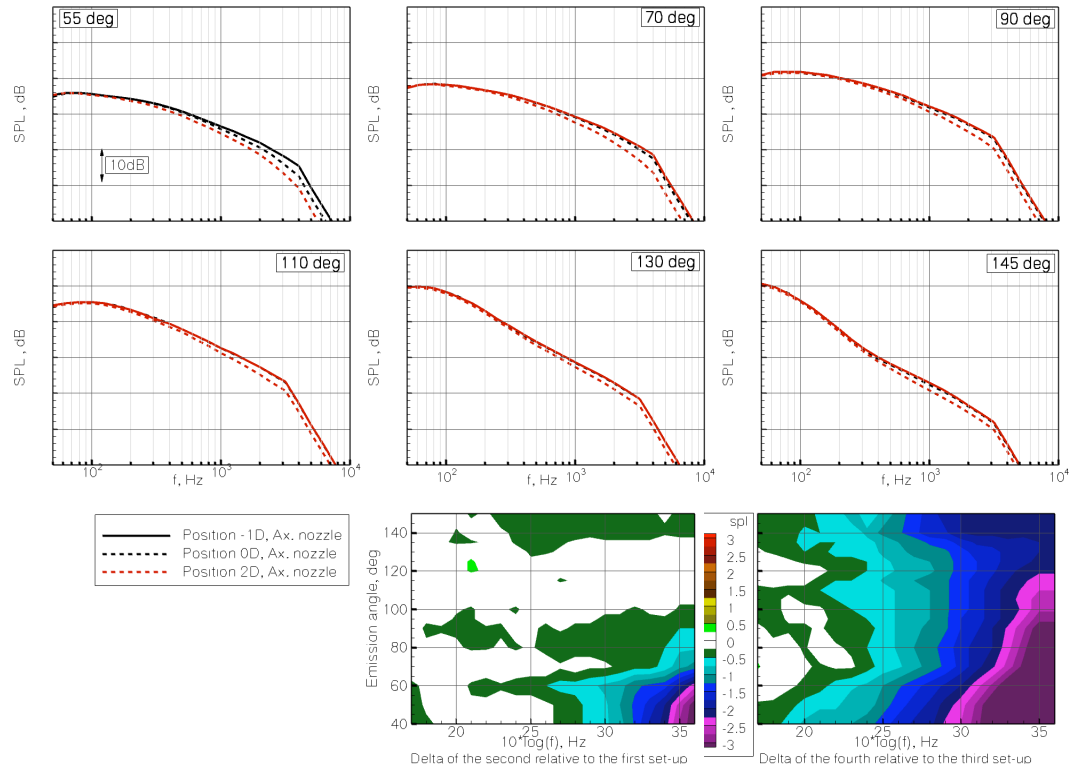 55 deg
70 deg
90 deg
SPL , dB
SPL , dB
SPL , dB
10dB
110 deg
130 deg
145 deg
SPL , dB
SPL , dB
SPL , dB
10² 10³ 10⁴
f, Hz
10² 10³ 10⁴
f, Hz
10² 10³ 10⁴
f, Hz
Position -1D, Ax. nozzle
Position 0D, Ax. nozzle
Position 2D, Ax. nozzle
Emission angle, deg
140
120
100
80
60
40
20 25 30 35
10*log(f), Hz
Delta of the second relative to the first set-up
spl
3
2.5
2
1.5
1
0.5
0
-0.5
-1
-1.5
-2
-2.5
-3
20 25 30 35
10*log(f), Hz
Delta of the fourth relative to the third set-up